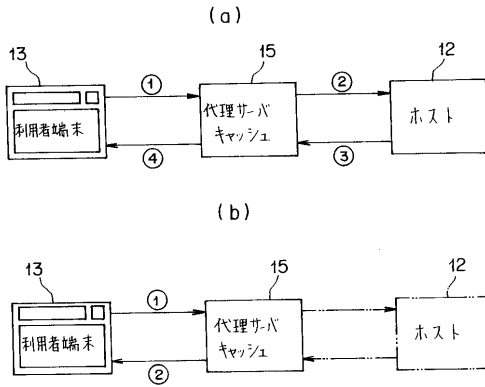 (a)
13
15
12
①
②
利用者端末
代理サーバ
キャッシュ
ホスト
④
③
(b)
13
15
12
①
利用者端末
代理サーバ
キャッシュ
ホスト
②